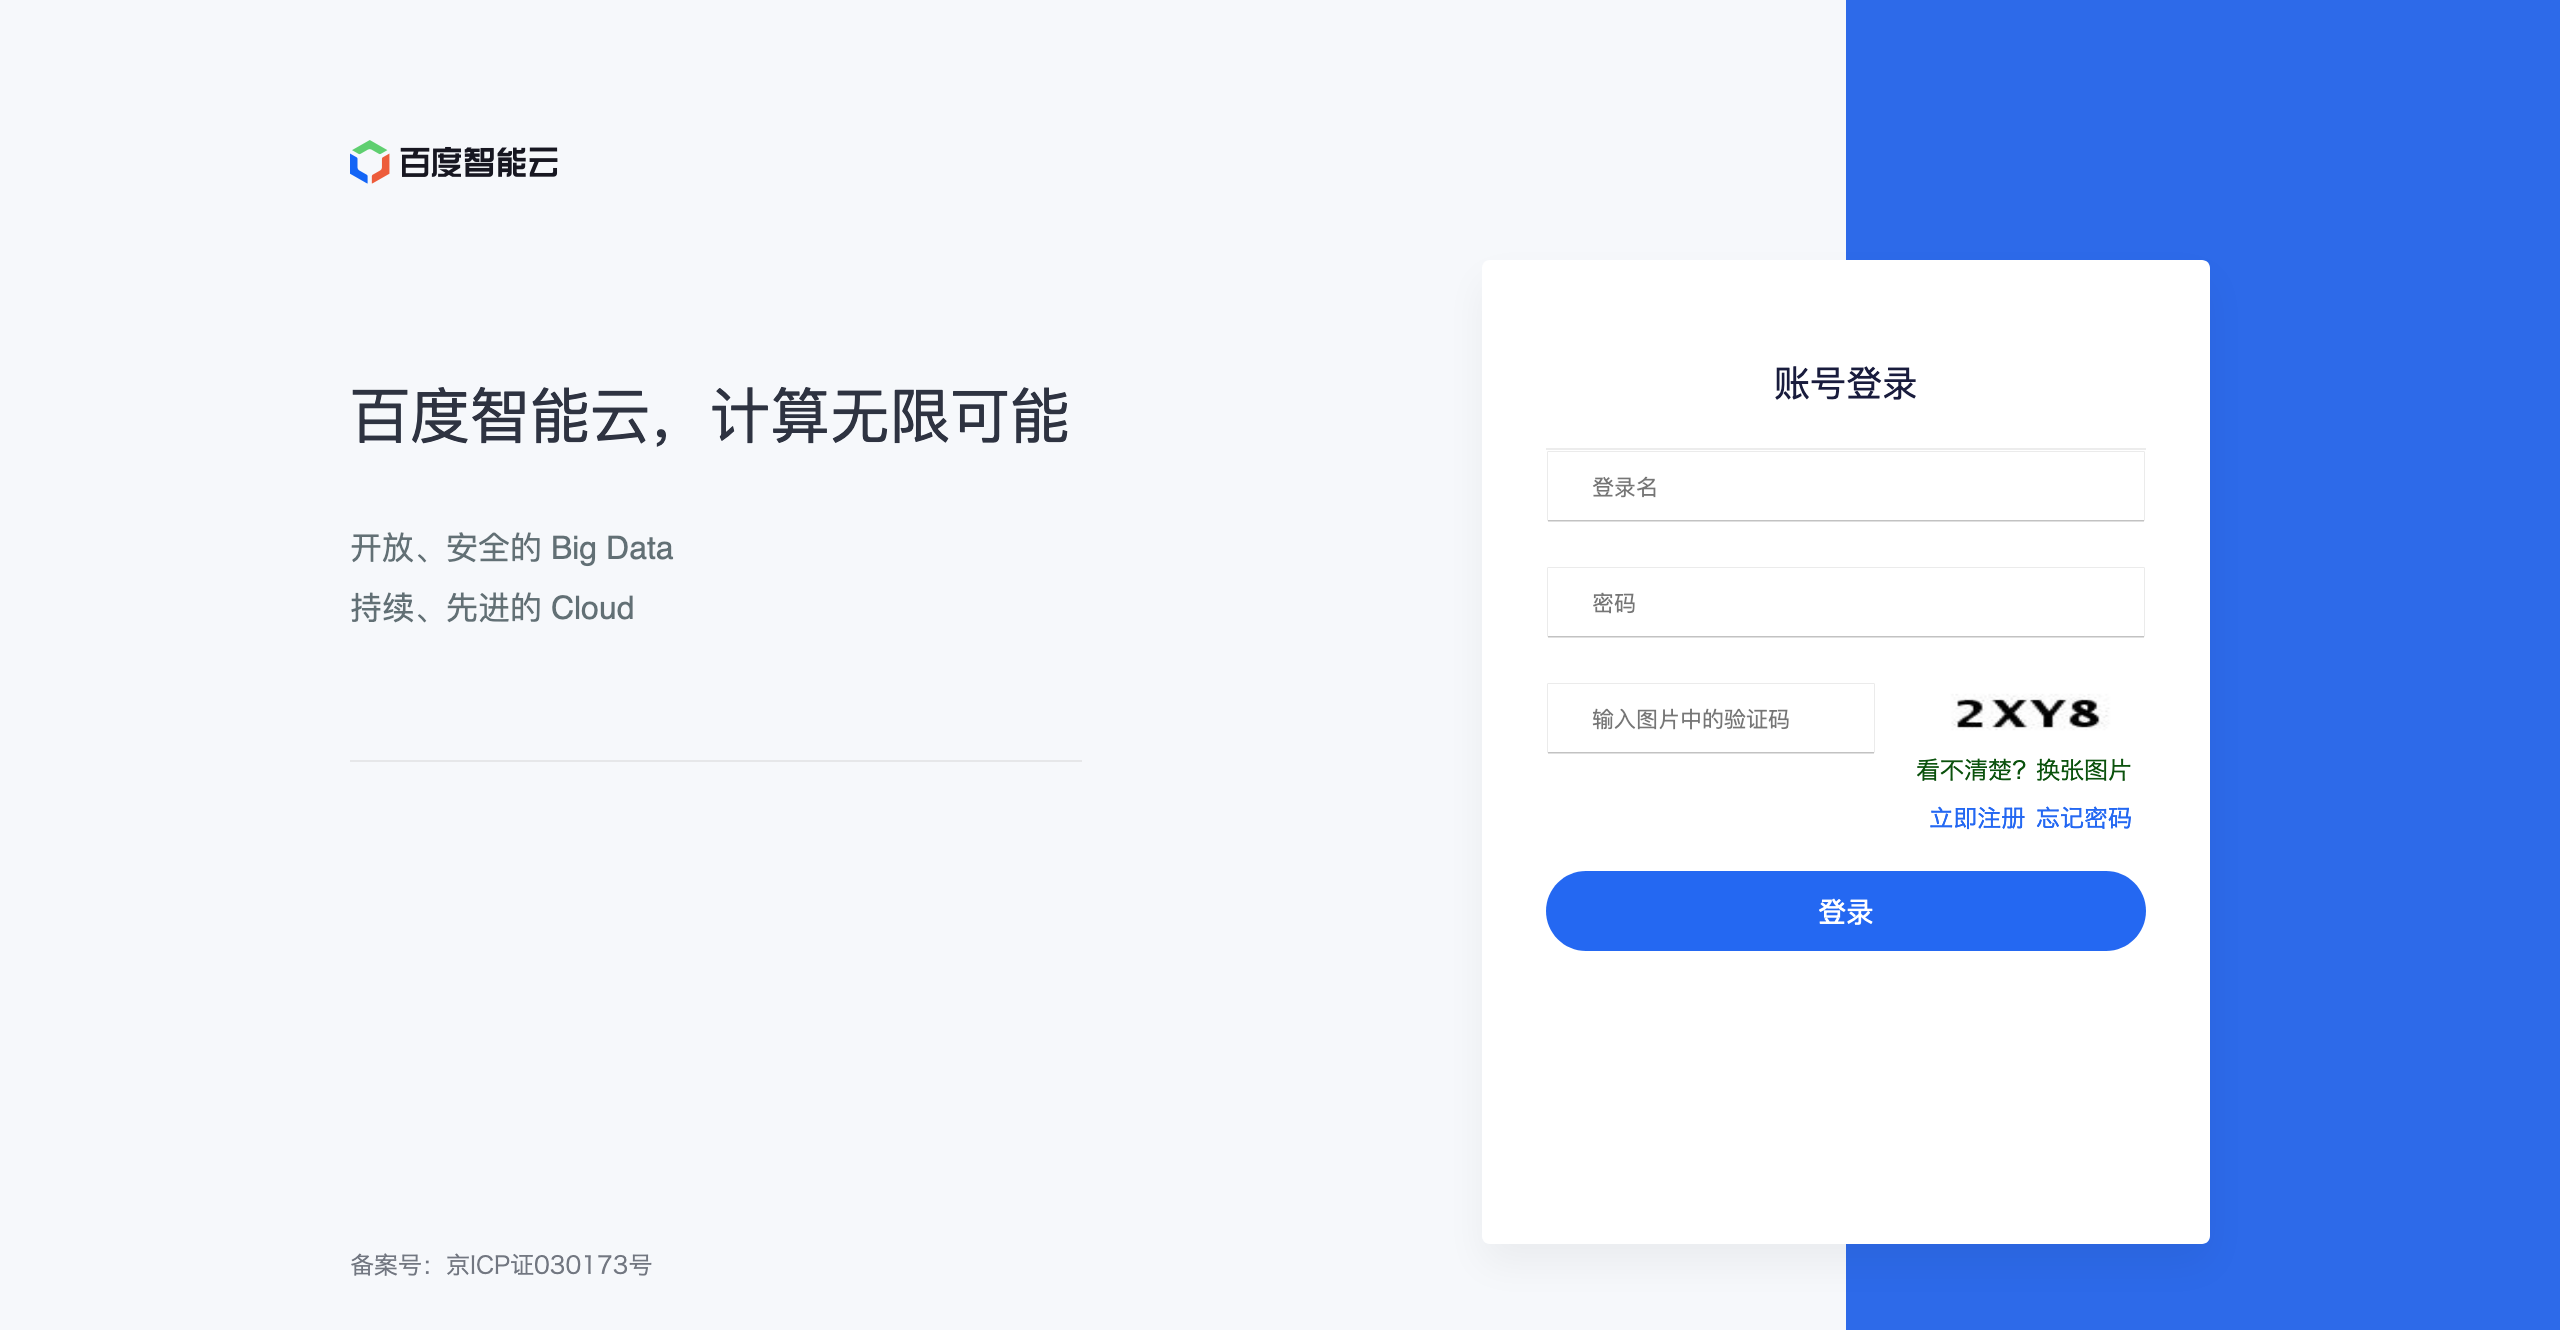 百度智能云
百度智能云，计算无限可能
开放、安全的 Big Data
持续、先进的 Cloud
备案号：京ICP证030173号
账号登录
登录名
密码
输入图片中的验证码
2XY8
看不清楚？换张图片
立即注册 忘记密码
登录